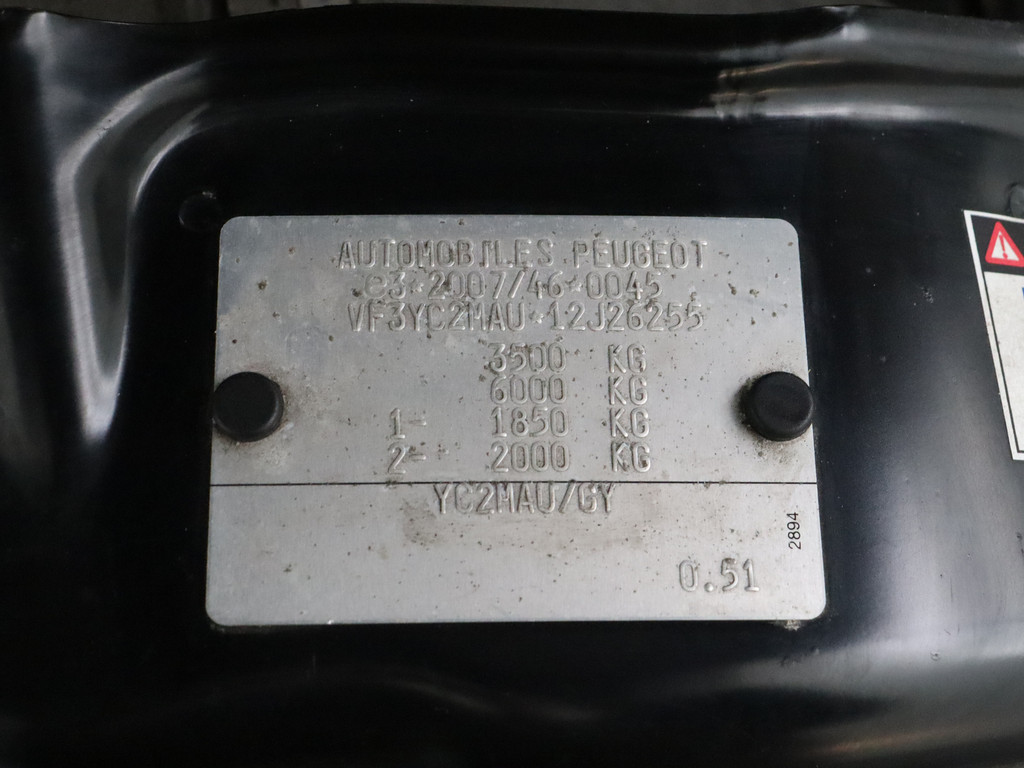 AUTOMOBILES PEUGEOT
e3*2007/46*0045
VF3YC2MAU*12J26255
3500 KG
6000 KG
1- 1850 KG
2- 2000 KG
YC2MAU/GY
2894
0.51